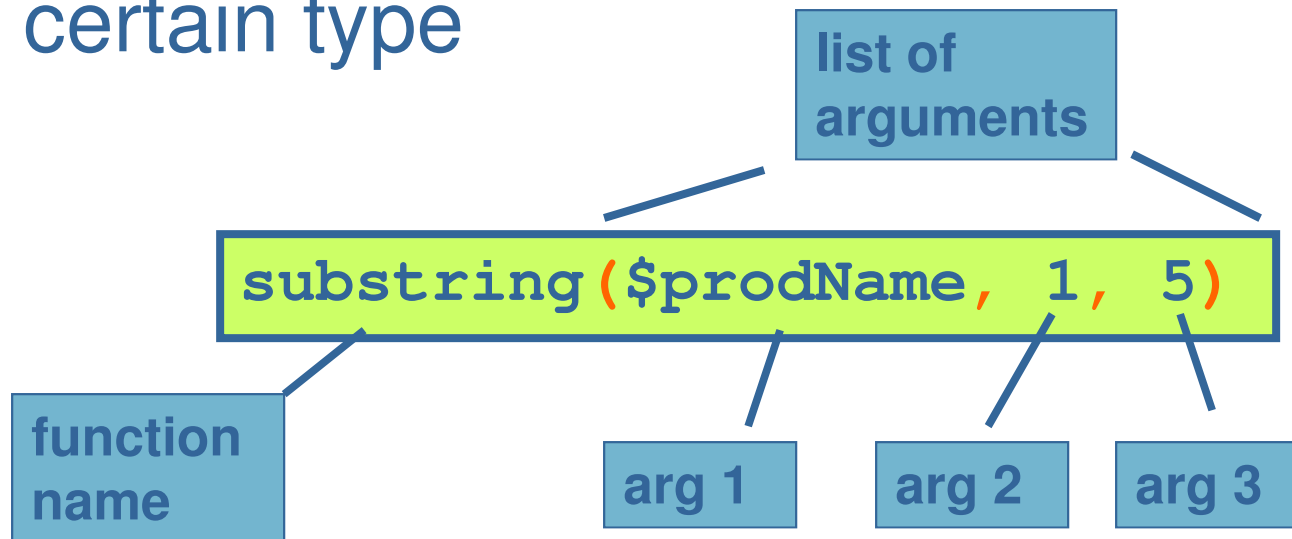 certain type
list of
arguments
substring($prodName, 1, 5)
function
name
arg 1
arg 2
arg 3